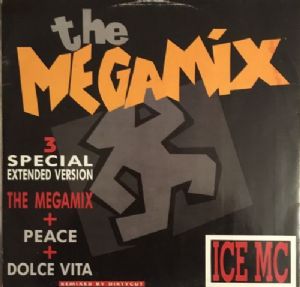 the
MEGAMIX
3
SPECIAL
EXTENDED VERSION
THE MEGAMIX
+
PEACE
+
DOLCE VITA
REMIXED BY DIRTYCUT
ICE MC